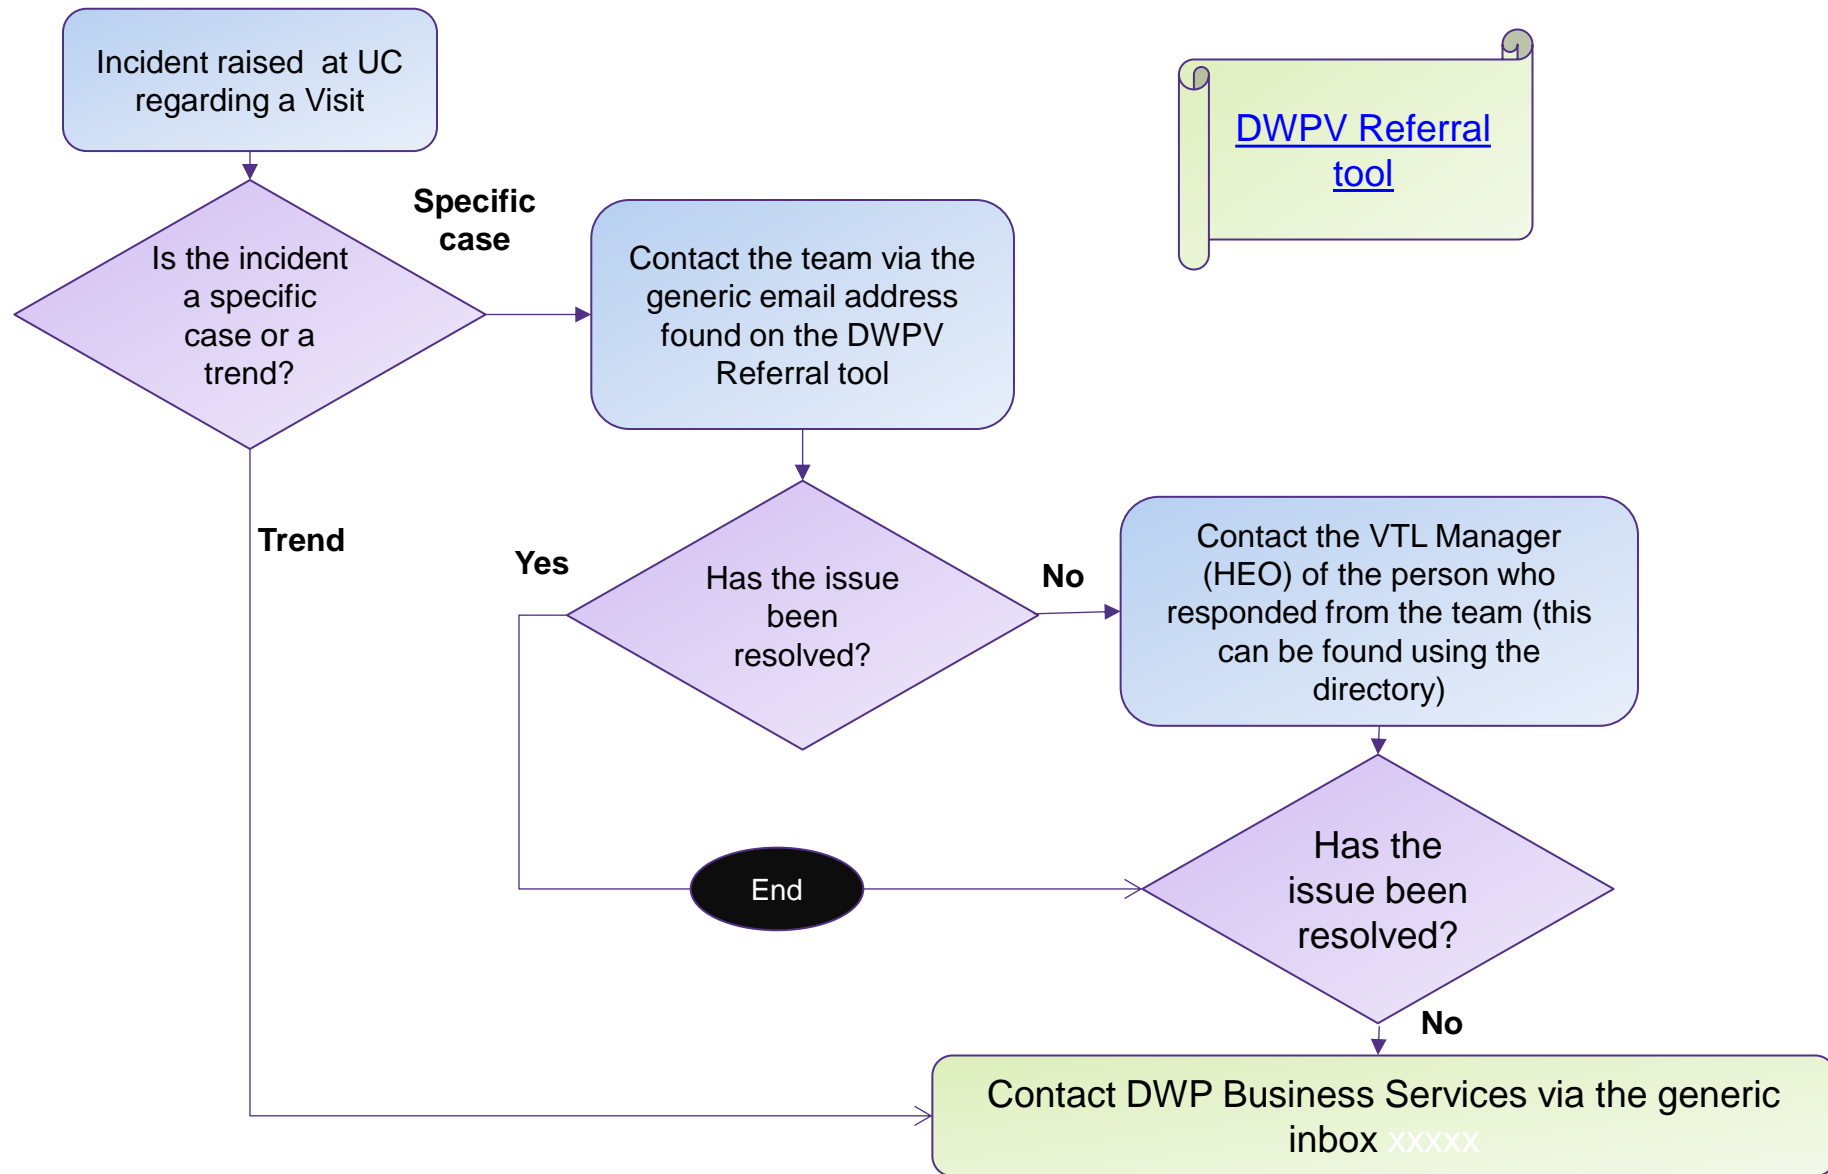 Incident raised at UC
regarding a Visit
DWPV Referral
tool
Specific
case
Is the incident
a specific
case or a
trend?
Contact the team via the
generic email address
found on the DWPV
Referral tool
Trend
Yes
Has the issue
been
resolved?
No
Contact the VTL Manager
(HEO) of the person who
responded from the team (this
can be found using the
directory)
End
Has the
issue been
resolved?
No
Contact DWP Business Services via the generic
inbox xxxxx